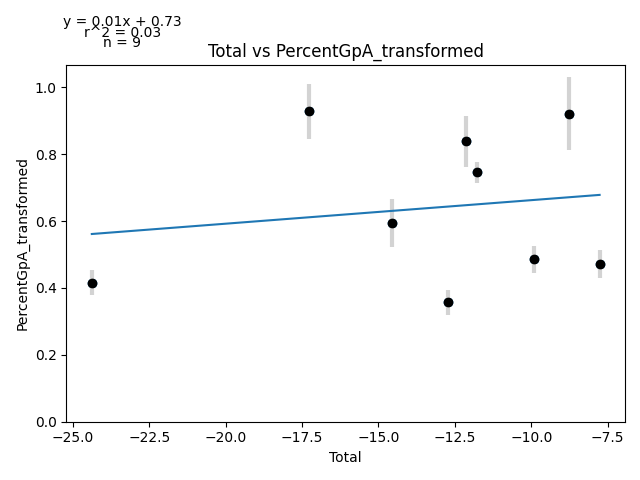 y = 0.01x + 0.73
r^2 = 0.03
n = 9
Total vs PercentGpA_transformed
PercentGpA_transformed
1.0
0.8
0.6
0.4
0.2
0.0
−25.0 −22.5 −20.0 −17.5 −15.0 −12.5 −10.0 −7.5
Total